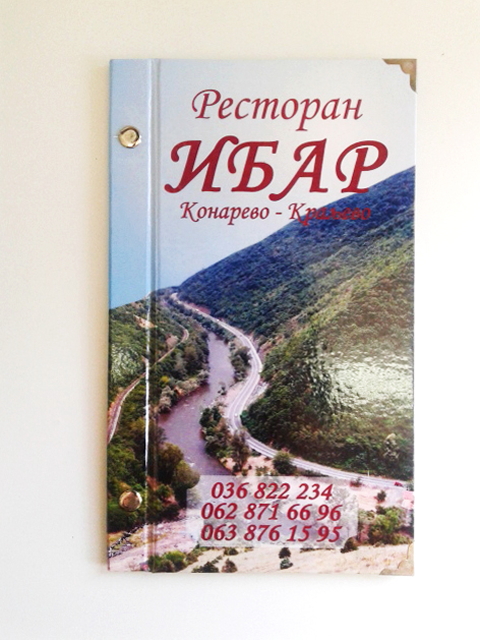 Ресторан
ИБАР
Конарево - Краљево
036 822 234
062 871 66 96
063 876 15 95